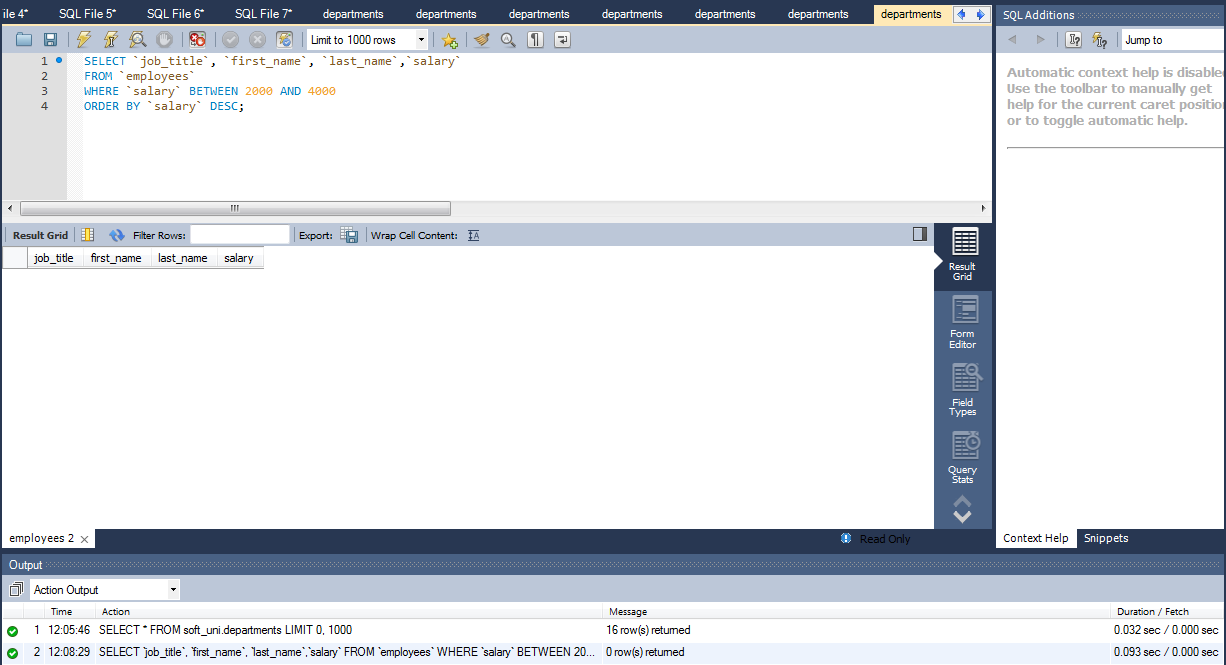 ile 4* SQL File 5* SQL File 6* SQL File 7* departments departments departments departments departments departments departments
SQL Additions
Limit to 1000 rows
Jump to
1 SELECT `job_title`, `first_name`, `last_name`,`salary`
2 FROM `employees`
3 WHERE `salary` BETWEEN 2000 AND 4000
4 ORDER BY `salary` DESC;
Automatic context help is disabled
Use the toolbar to manually get
help for the current caret position
or to toggle automatic help.
Result Grid Filter Rows: Export: Wrap Cell Content:
job_title first_name last_name salary
Result
Grid
Form
Editor
Field
Types
Query
Stats
employees 2
Read Only
Context Help Snippets
Output
Action Output
Time Action Message Duration / Fetch
1 12:05:46 SELECT * FROM soft_uni.departments LIMIT 0, 1000 16 row(s) returned 0.032 sec / 0.000 sec
2 12:08:29 SELECT `job_title`, `first_name`, `last_name`,`salary` FROM `employees` WHERE `salary` BETWEEN 20... 0 row(s) returned 0.093 sec / 0.000 sec